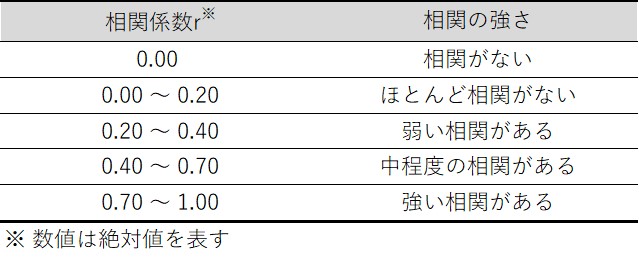 相関係数r※ 相関の強さ
0.00 相関がない
0.00 ～ 0.20 ほとんど相関がない
0.20 ～ 0.40 弱い相関がある
0.40 ～ 0.70 中程度の相関がある
0.70 ～ 1.00 強い相関がある
※ 数値は絶対値を表す